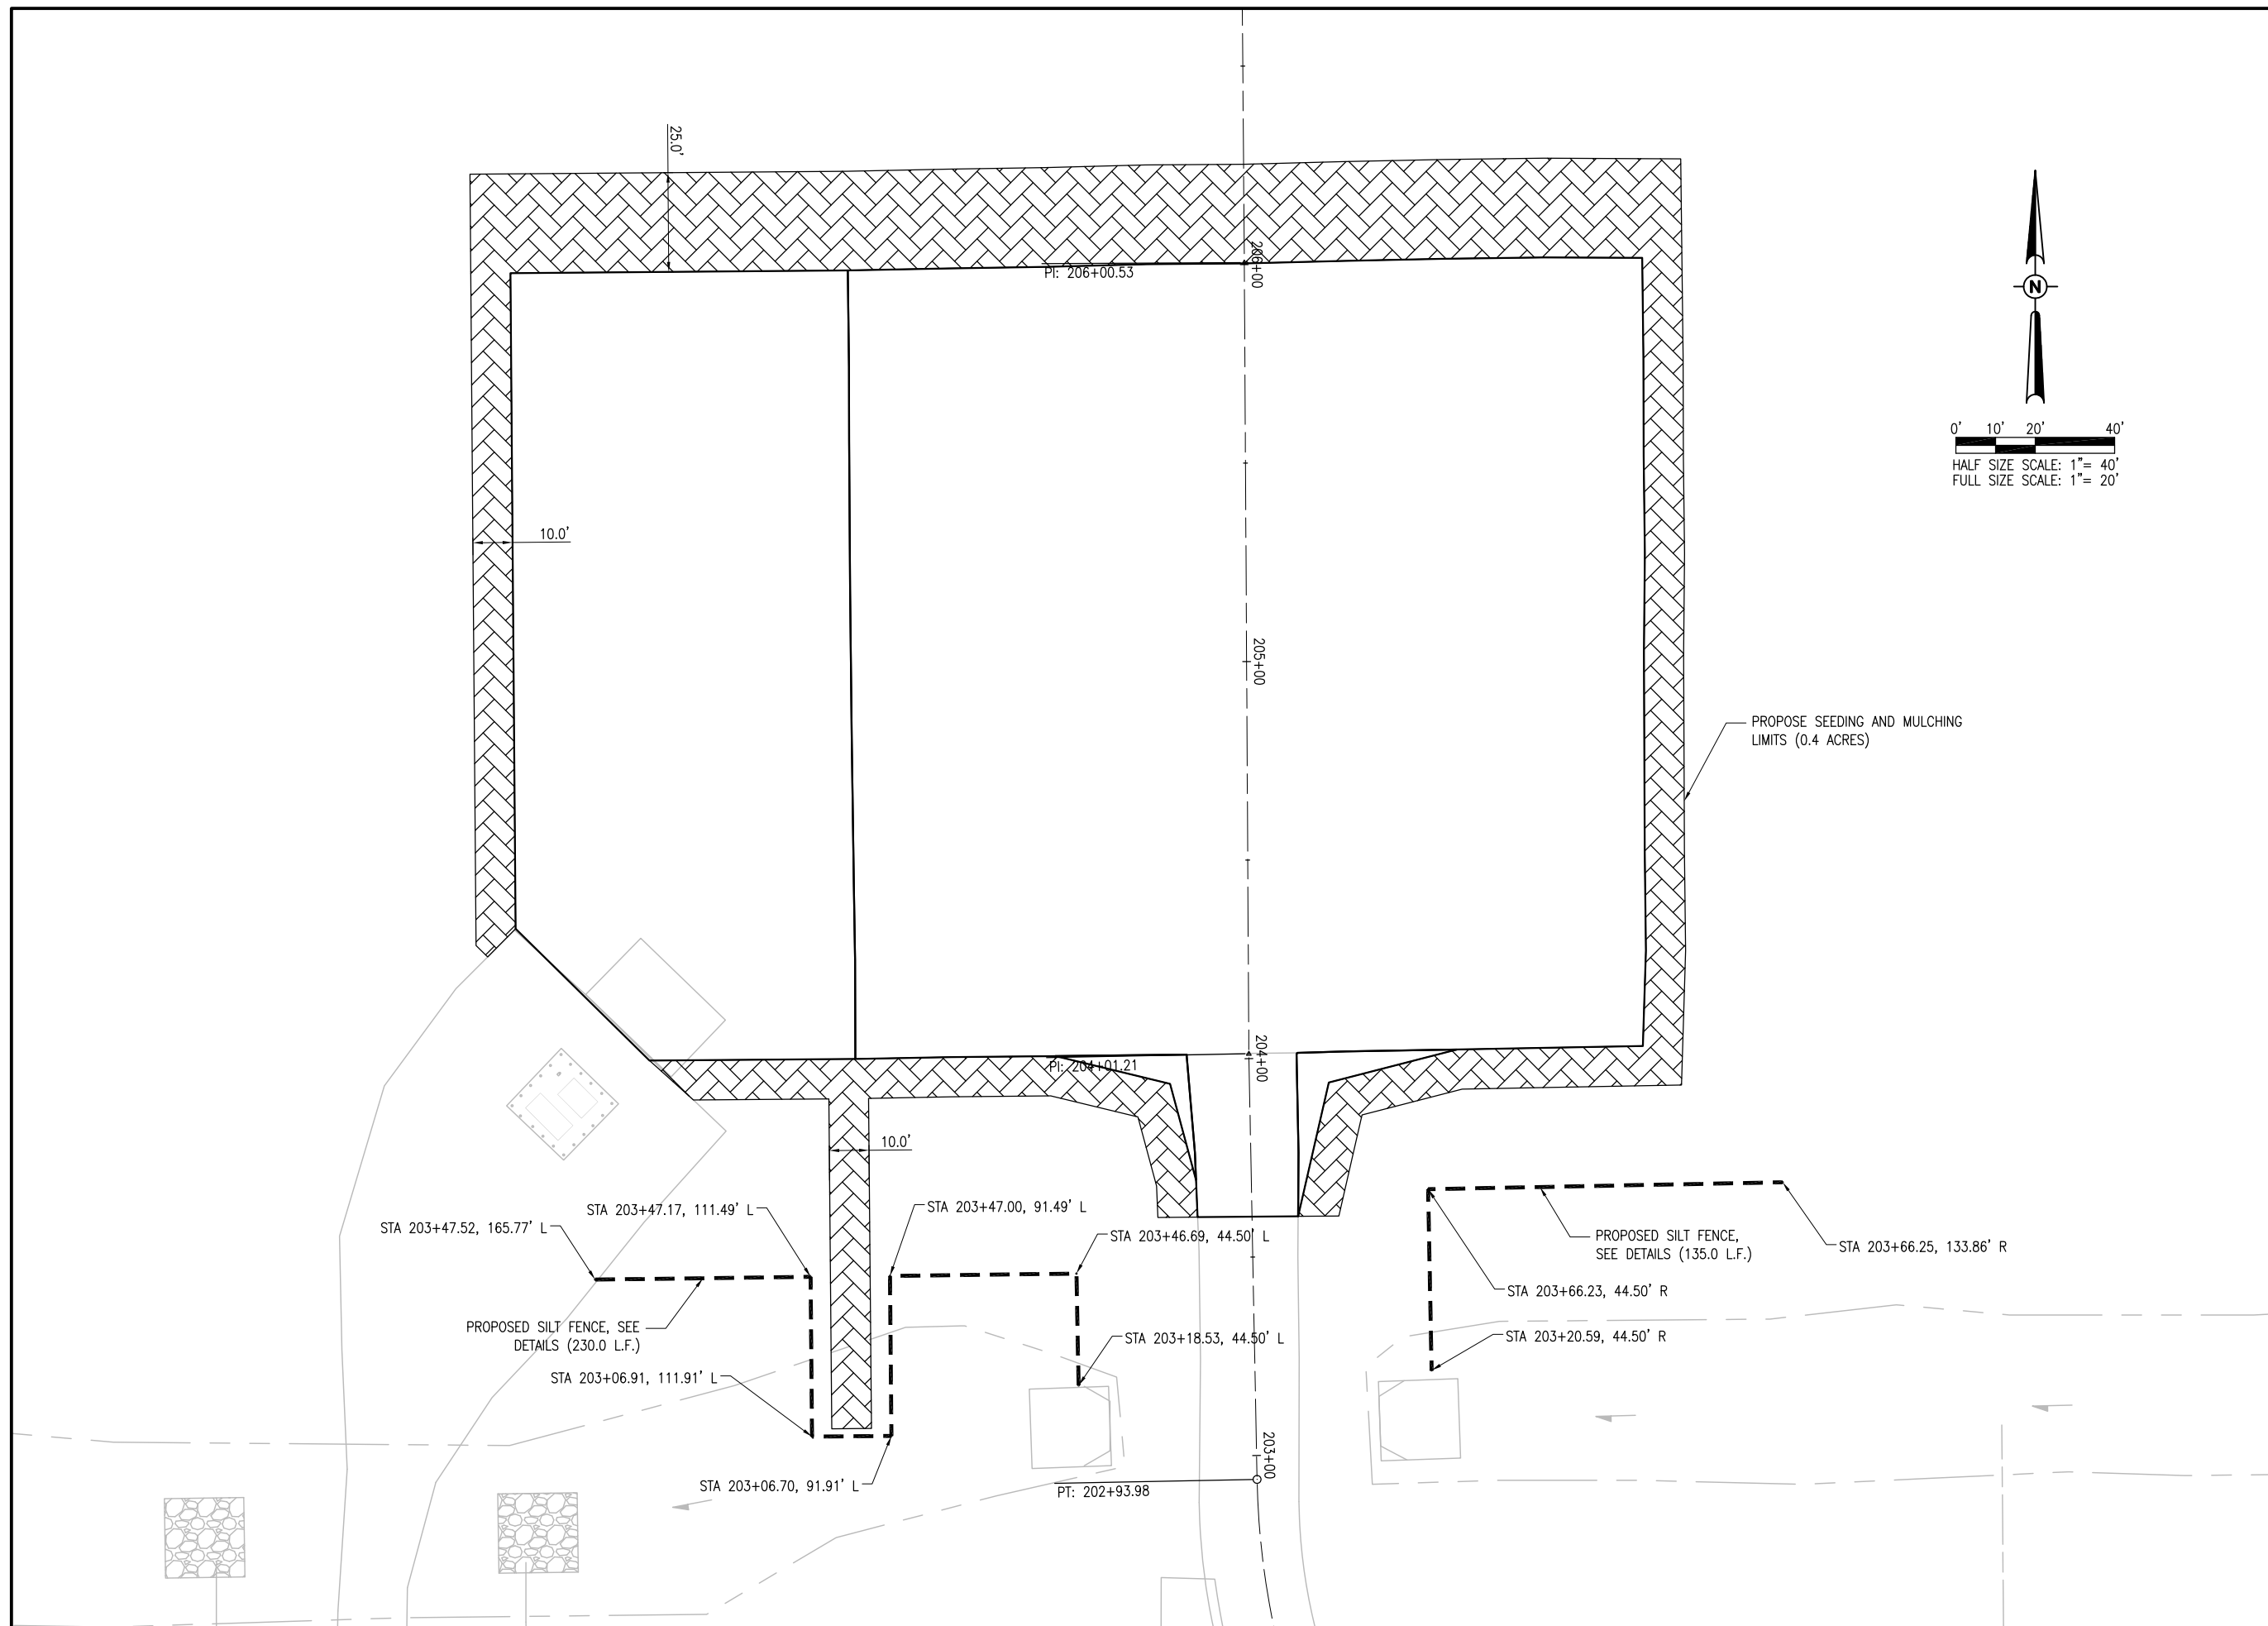 25.0'
206+00
PI: 206+00.53
N
0' 10' 20' 40'
HALF SIZE SCALE: 1"= 40'
FULL SIZE SCALE: 1"= 20'
10.0'
205+00
PROPOSE SEEDING AND MULCHING
LIMITS (0.4 ACRES)
204+00
PI: 204+01.21
10.0'
STA 203+47.17, 111.49' L
STA 203+47.00, 91.49' L
STA 203+47.52, 165.77' L
STA 203+46.69, 44.50' L
PROPOSED SILT FENCE,
SEE DETAILS (135.0 L.F.)
STA 203+66.25, 133.86' R
STA 203+66.23, 44.50' R
PROPOSED SILT FENCE, SEE
DETAILS (230.0 L.F.)
STA 203+18.53, 44.50' L
STA 203+20.59, 44.50' R
STA 203+06.91, 111.91' L
203+00
STA 203+06.70, 91.91' L
PT: 202+93.98